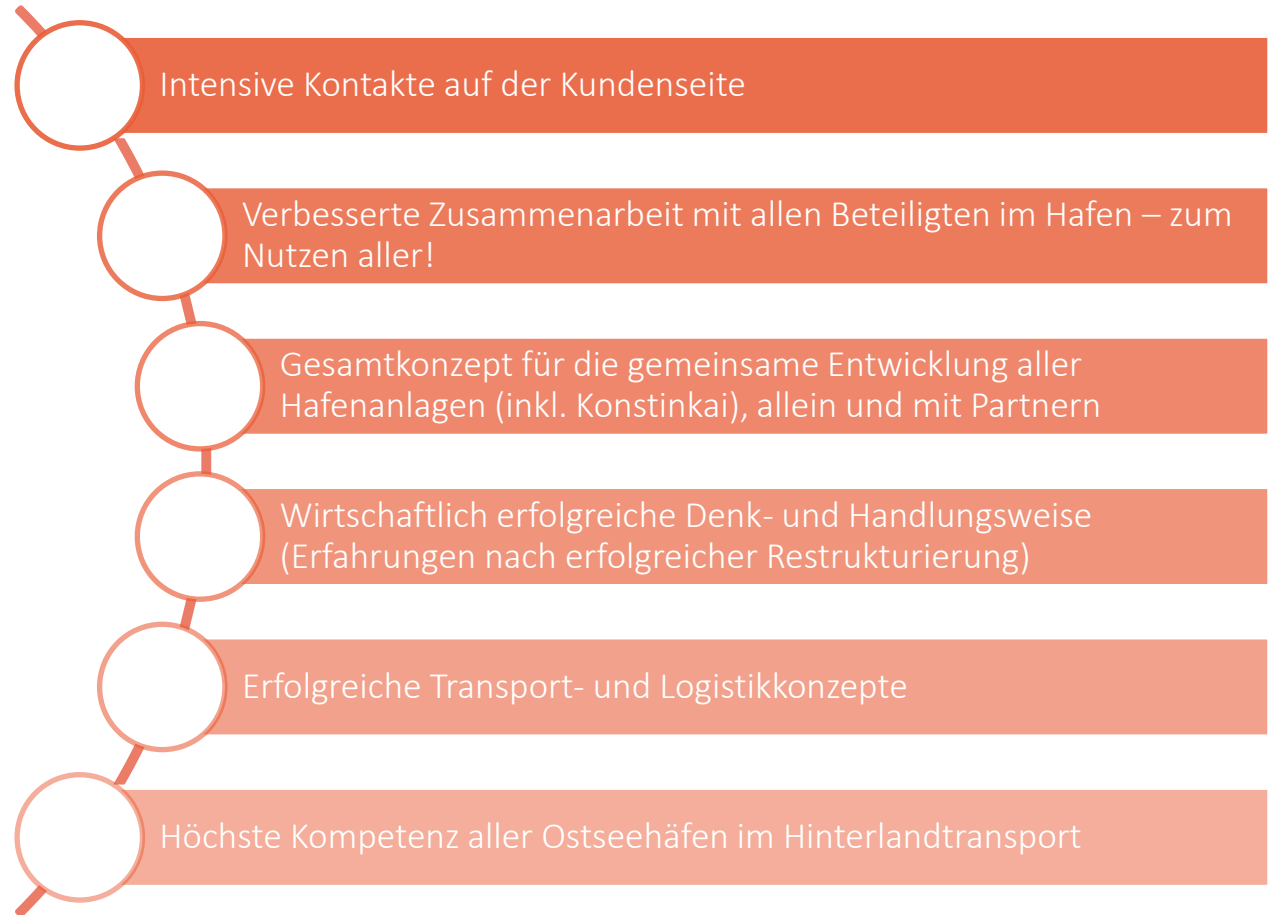 Intensive Kontakte auf der Kundenseite
Verbesserte Zusammenarbeit mit allen Beteiligten im Hafen – zum
Nutzen aller!
Gesamtkonzept für die gemeinsame Entwicklung aller
Hafenanlagen (inkl. Konstinkai), allein und mit Partnern
Wirtschaftlich erfolgreiche Denk- und Handlungsweise
(Erfahrungen nach erfolgreicher Restrukturierung)
Erfolgreiche Transport- und Logistikkonzepte
Höchste Kompetenz aller Ostseehäfen im Hinterlandtransport